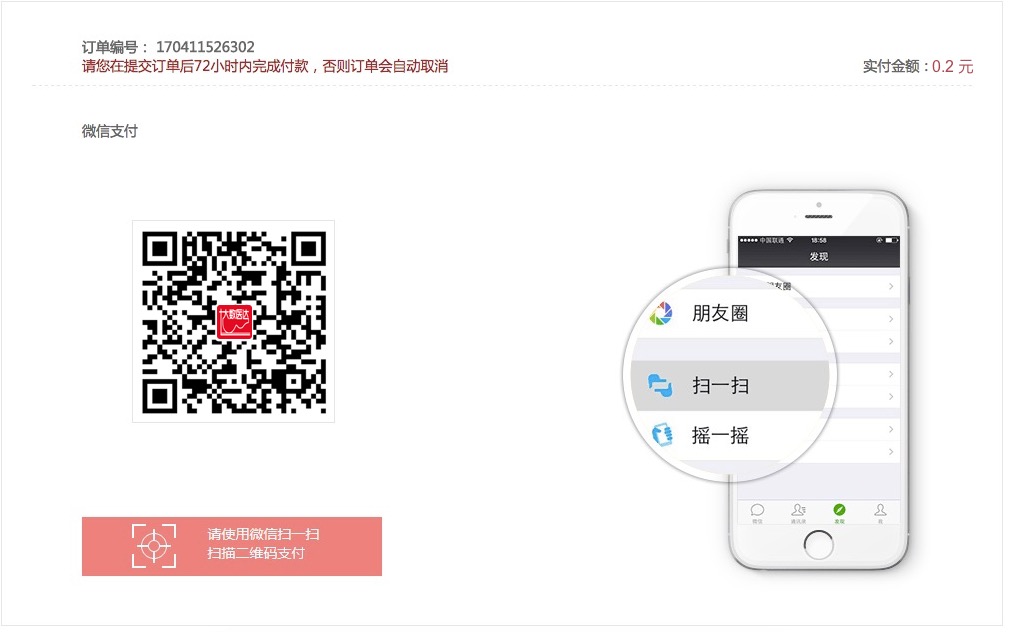 订单编号： 170411526302
请您在提交订单后72小时内完成付款，否则订单会自动取消
实付金额：0.2 元
微信支付
大数医达
中国联通
18:58
发现
朋友圈
朋友圈
扫一扫
摇一摇
微信
通讯录
发现
我
请使用微信扫一扫
扫描二维码支付